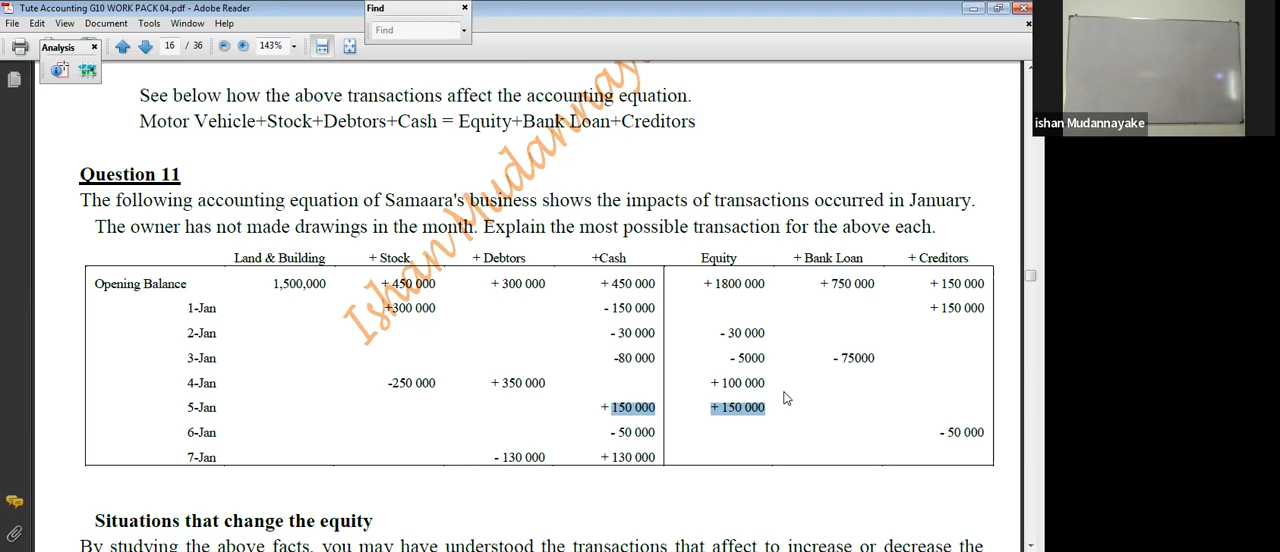 Tute Accounting G10 WORK PACK 04.pdf - Adobe Reader
File Edit View Document Tools Window Help
Find
Find
Analysis
16 / 36 143%
ishan Mudannayake
See below how the above transactions affect the accounting equation.
Motor Vehicle+Stock+Debtors+Cash = Equity+Bank Loan+Creditors
Question 11
The following accounting equation of Samaara's business shows the impacts of transactions occurred in January.
The owner has not made drawings in the month. Explain the most possible transaction for the above each.
Land & Building + Stock + Debtors +Cash Equity + Bank Loan + Creditors
Opening Balance 1,500,000 + 450 000 + 300 000 + 450 000 + 1800 000 + 750 000 + 150 000
1-Jan +300 000 - 150 000 + 150 000
2-Jan - 30 000 - 30 000
3-Jan -80 000 - 5000 - 75000
4-Jan -250 000 + 350 000 + 100 000
5-Jan + 150 000 + 150 000
6-Jan - 50 000 - 50 000
7-Jan - 130 000 + 130 000
Situations that change the equity
By studying the above facts, you may have understood the transactions that affect to increase or decrease the
Ishan Mudannay